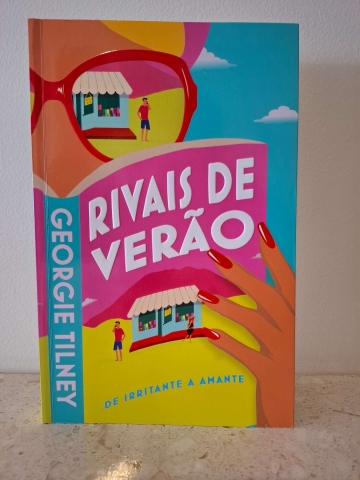 RIVAIS DE
VERÃO
GEORGIE TILNEY
DE IRRITANTE A AMANTE